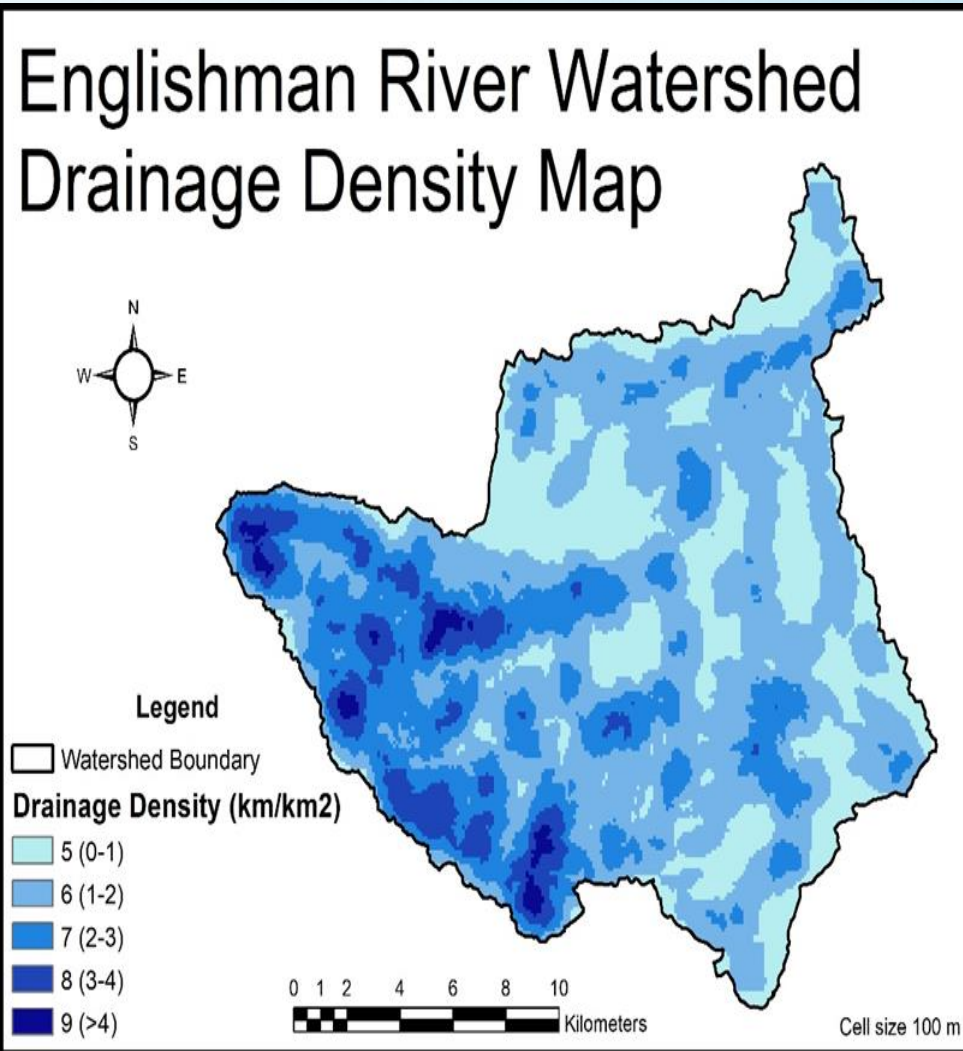 Englishman River Watershed
Drainage Density Map
N
W E
S
Legend
Watershed Boundary
Drainage Density (km/km2)
5 (0-1)
6 (1-2)
7 (2-3)
8 (3-4)
9 (>4)
0 1 2 4 6 8 10
Kilometers
Cell size 100 m